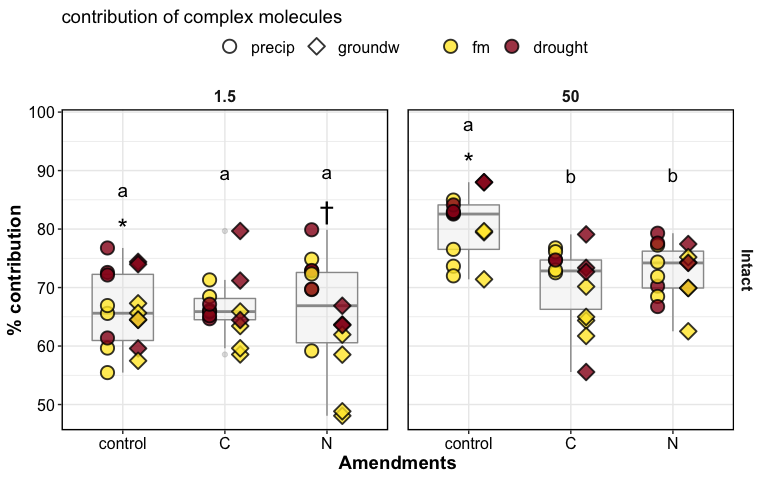 contribution of complex molecules
precip groundw fm drought
1.5 50
100
90
80
70
60
50
% contribution
a a a
* †
a b b
*
Intact
control C N control C N
Amendments